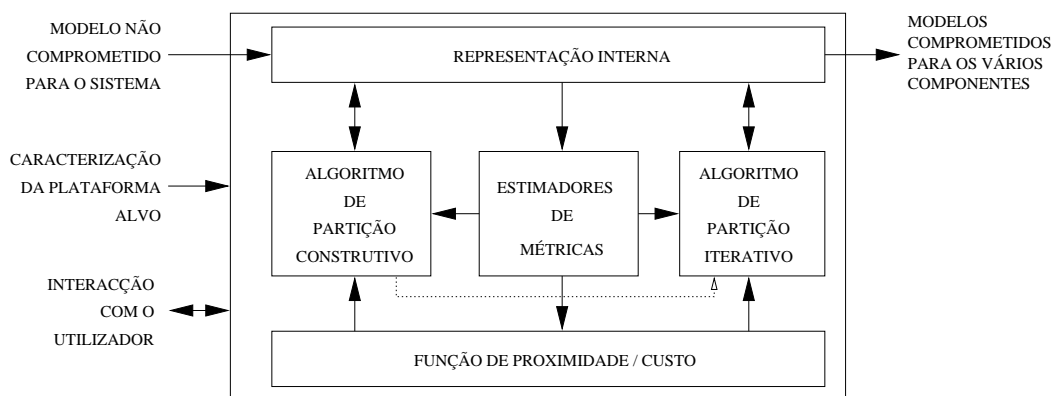 MODELO NÃO
COMPROMETIDO
PARA O SISTEMA
REPRESENTAÇÃO INTERNA
MODELOS
COMPROMETIDOS
PARA OS VÁRIOS
COMPONENTES
CARACTERIZAÇÃO
DA PLATAFORMA
ALVO
ALGORITMO
DE
PARTIÇÃO
CONSTRUTIVO
ESTIMADORES
DE
MÉTRICAS
ALGORITMO
DE
PARTIÇÃO
ITERATIVO
INTERACÇÃO
COM O
UTILIZADOR
FUNÇÃO DE PROXIMIDADE / CUSTO